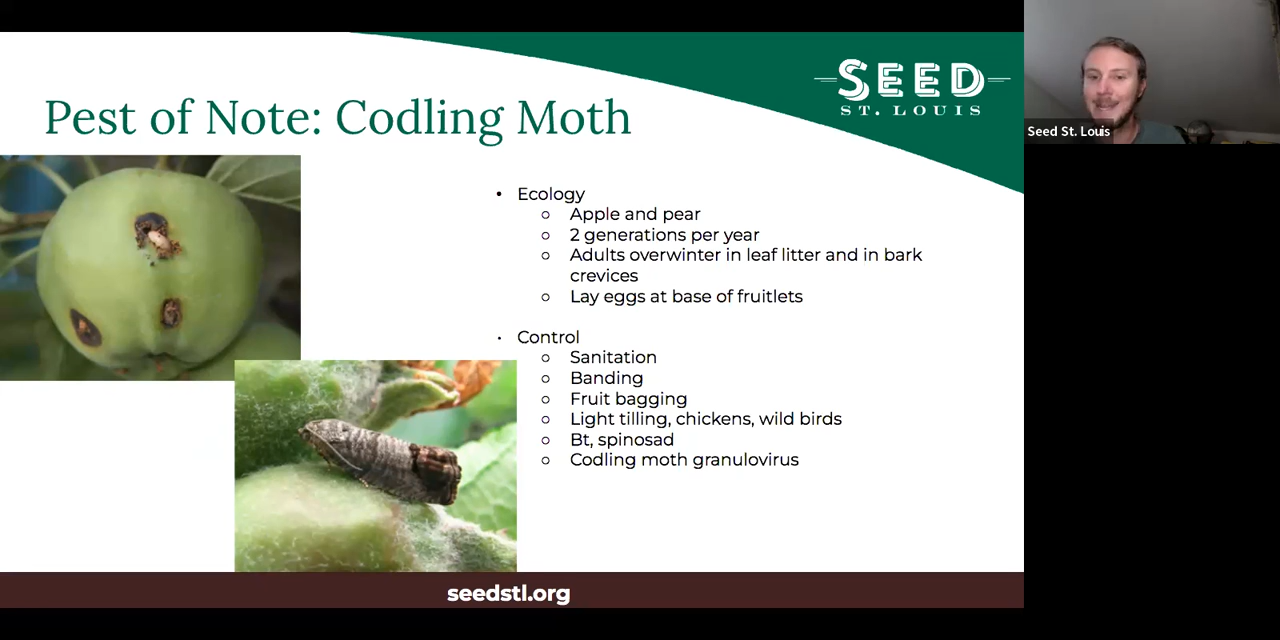 SEED
ST. LOUIS
Pest of Note: Codling Moth
Seed St. Louis
• Ecology
○ Apple and pear
○ 2 generations per year
○ Adults overwinter in leaf litter and in bark
crevices
○ Lay eggs at base of fruitlets
• Control
○ Sanitation
○ Banding
○ Fruit bagging
○ Light tilling, chickens, wild birds
○ Bt, spinosad
○ Codling moth granulovirus
seedstl.org